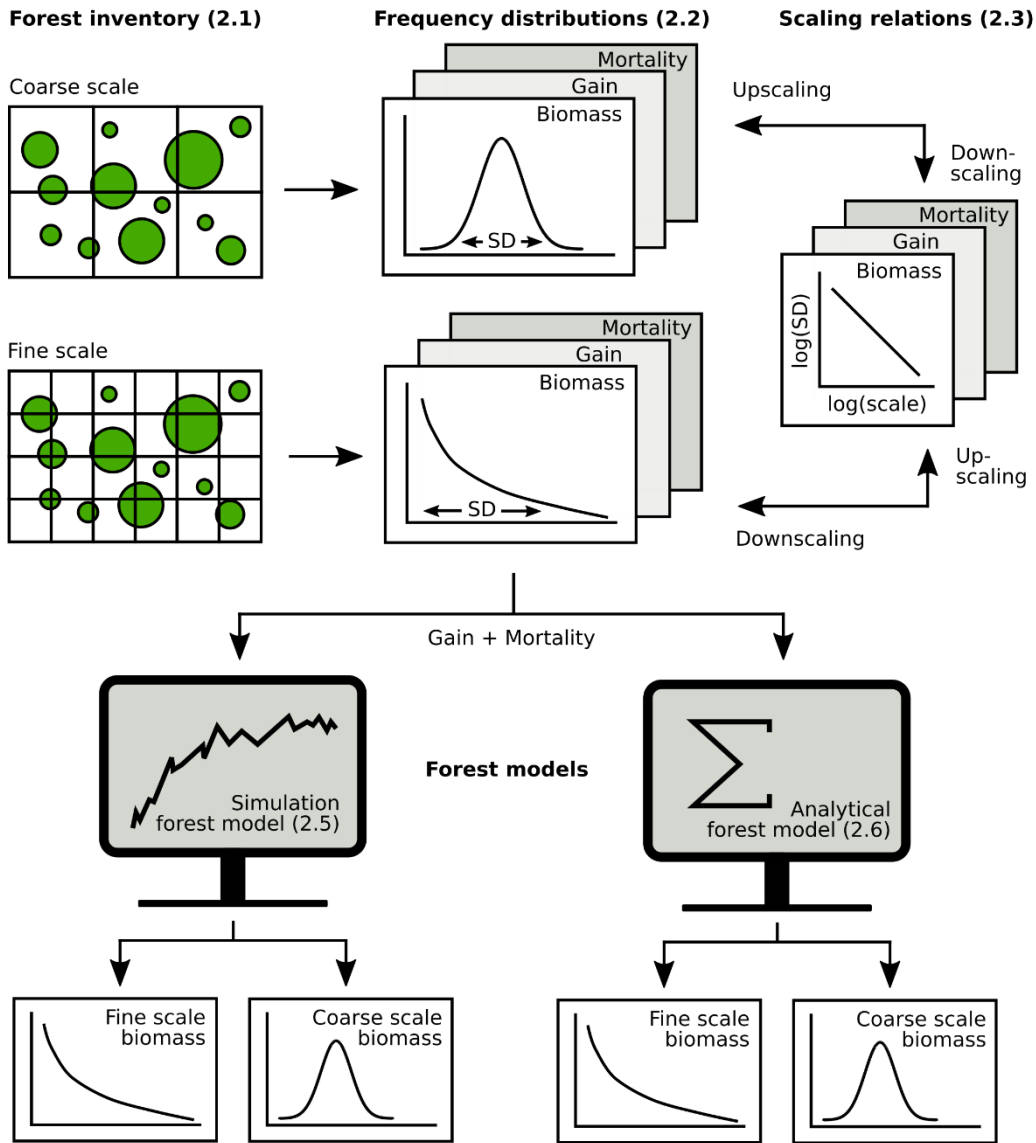 Forest inventory (2.1)
Frequency distributions (2.2)
Scaling relations (2.3)
Coarse scale
Mortality
Gain
Biomass
SD
Upscaling
Down-
scaling
Mortality
Gain
Biomass
log(SD)
log(scale)
Fine scale
Mortality
Gain
Biomass
SD
Up-
scaling
Downscaling
Gain + Mortality
Simulation
forest model (2.5)
Forest models
Analytical
forest model (2.6)
Fine scale
biomass
Coarse scale
biomass
Fine scale
biomass
Coarse scale
biomass